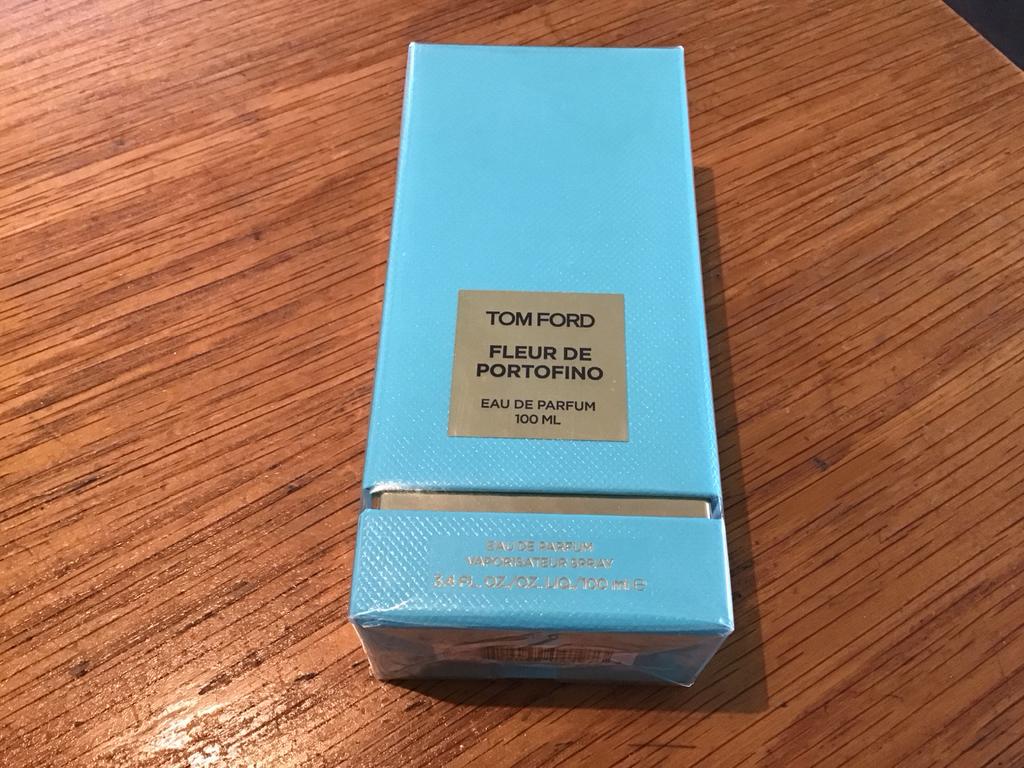 TOM FORD
FLEUR DE
PORTOFINO
EAU DE PARFUM
100 ML
EAU DE PARFUM
VAPORISATEUR SPRAY
3.4 FL. OZ./OZ. LIQ./100 ml ℮